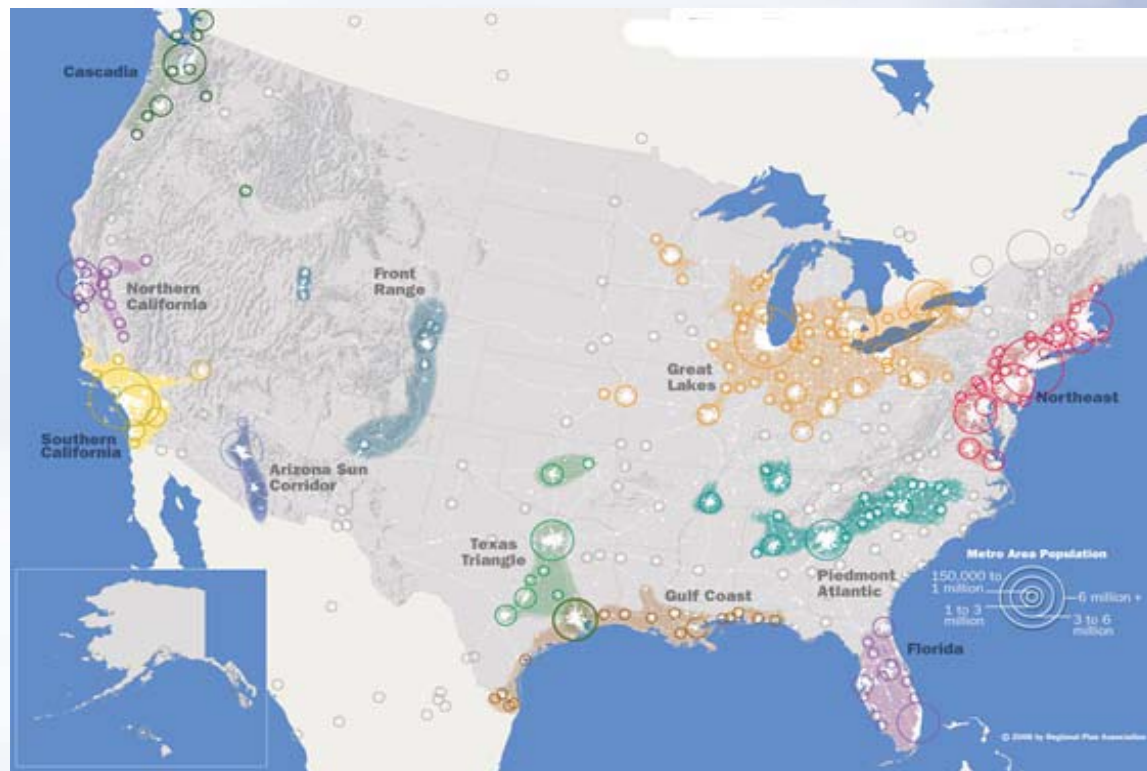 Cascadia
Northern
California
Front
Range
Great
Lakes
Northeast
Southern
California
Arizona Sun
Corridor
Texas
Triangle
Gulf Coast
Piedmont
Atlantic
Florida
Metro Area Population
150,000 to
1 million
1 to 3
million
6 million +
3 to 6
million
© 2008 by Regional Plan Association